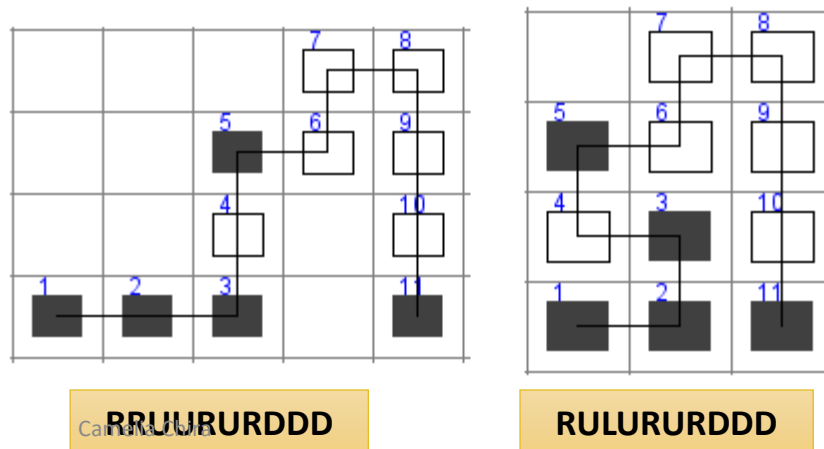 7 8
5 6 9
4 10
1 2 3 11
RRUURURDDD
Camelia Chira
7 8
5 6 9
4 3 10
1 2 11
RULURURDDD